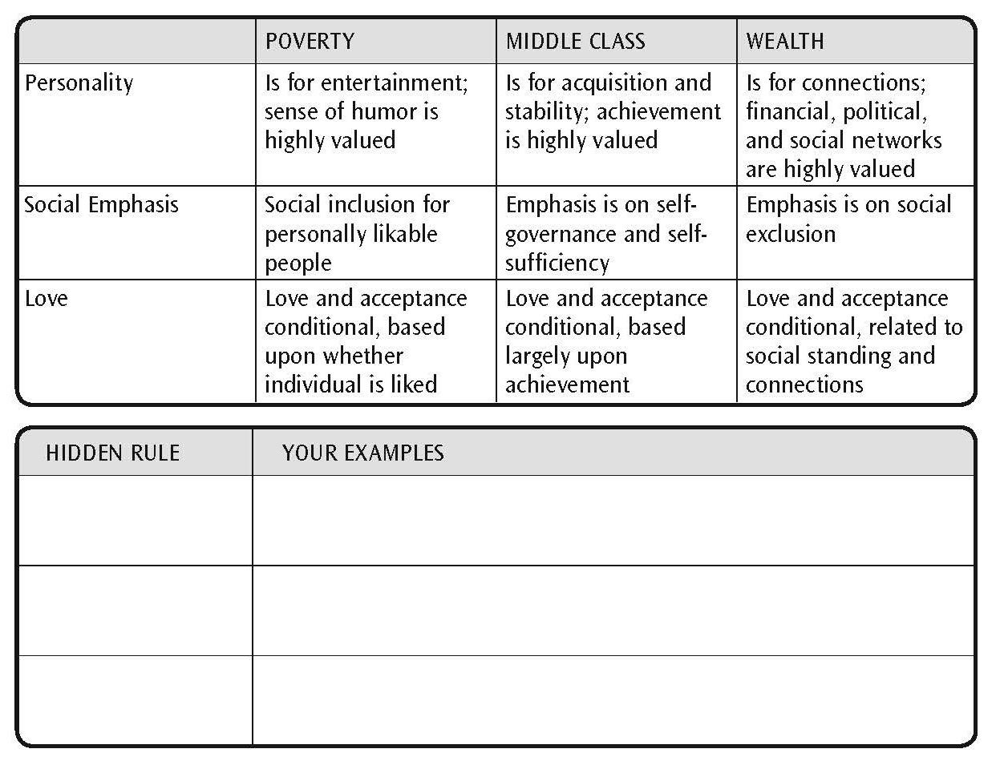 POVERTY
MIDDLE CLASS
WEALTH
Personality
Is for entertainment;
sense of humor is
highly valued
Is for acquisition and
stability; achievement
is highly valued
Is for connections;
financial, political,
and social networks
are highly valued
Social Emphasis
Social inclusion for
personally likable
people
Emphasis is on self-
governance and self-
sufficiency
Emphasis is on social
exclusion
Love
Love and acceptance
conditional, based
upon whether
individual is liked
Love and acceptance
conditional, based
largely upon
achievement
Love and acceptance
conditional, related to
social standing and
connections
HIDDEN RULE
YOUR EXAMPLES